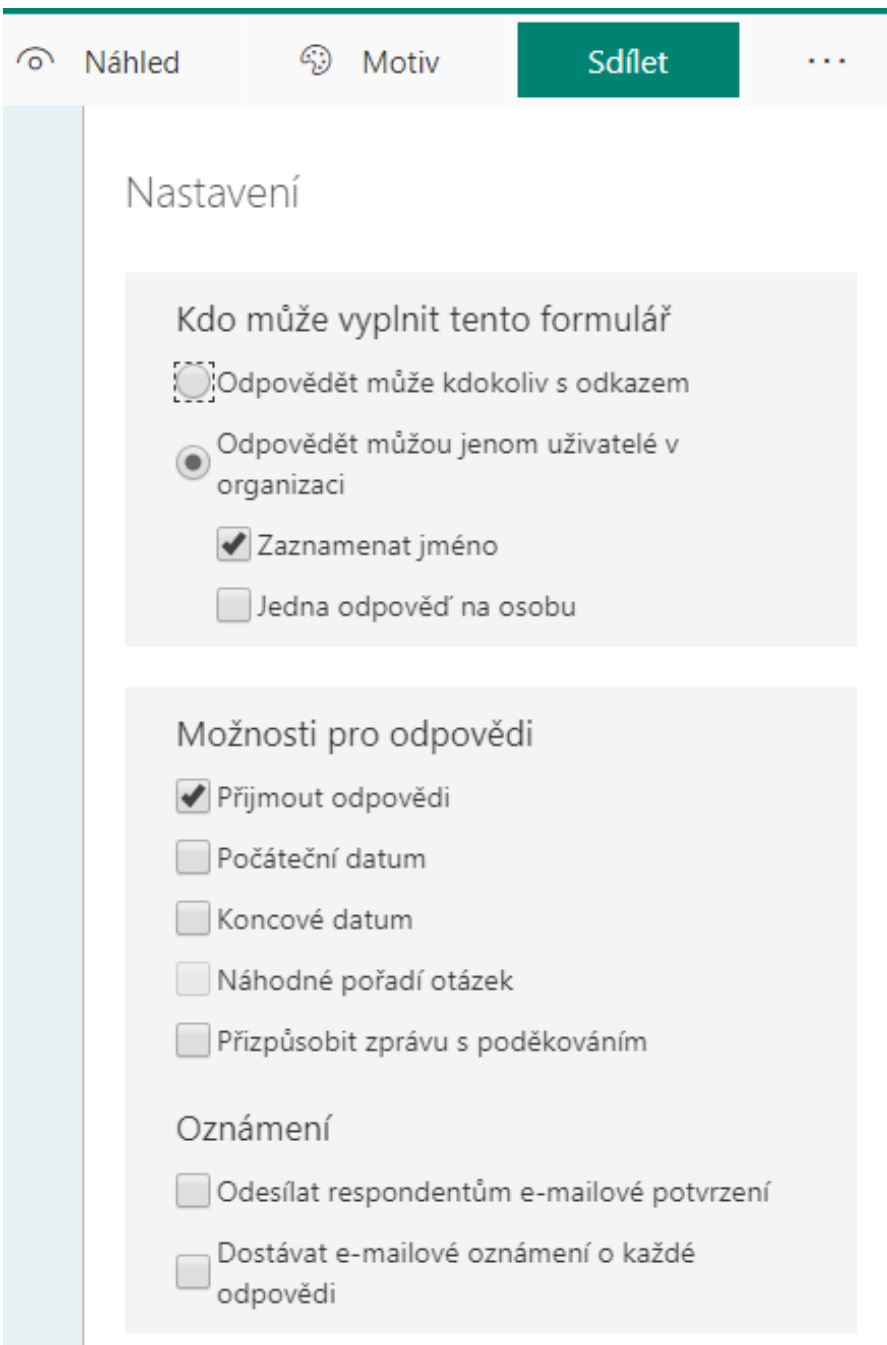 Náhled Motiv Sdílet ...
Nastavení
Kdo může vyplnit tento formulář
Odpovědět může kdokoliv s odkazem
Odpovědět můžou jenom uživatelé v
organizaci
Zaznamenat jméno
Jedna odpověď na osobu
Možnosti pro odpovědi
Přijmout odpovědi
Počáteční datum
Koncové datum
Náhodné pořadí otázek
Přizpůsobit zprávu s poděkováním
Oznámení
Odesílat respondentům e-mailové potvrzení
Dostávat e-mailové oznámení o každé
odpovědi